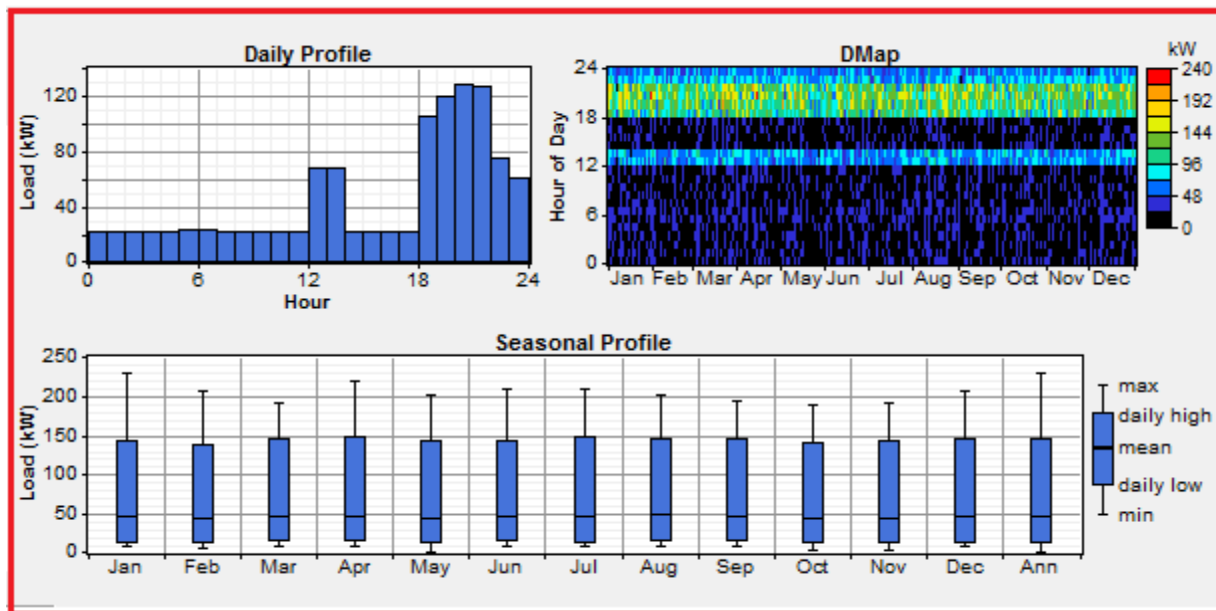 Daily Profile
Load (kW)
120
80
40
0
0 6 12 18 24
Hour
DMap
Hour of Day
24
18
12
6
0
Jan Feb Mar Apr May Jun Jul Aug Sep Oct Nov Dec
kW
240
192
144
96
48
0
Seasonal Profile
Load (kW)
250
200
150
100
50
0
Jan Feb Mar Apr May Jun Jul Aug Sep Oct Nov Dec Ann
max
daily high
mean
daily low
min